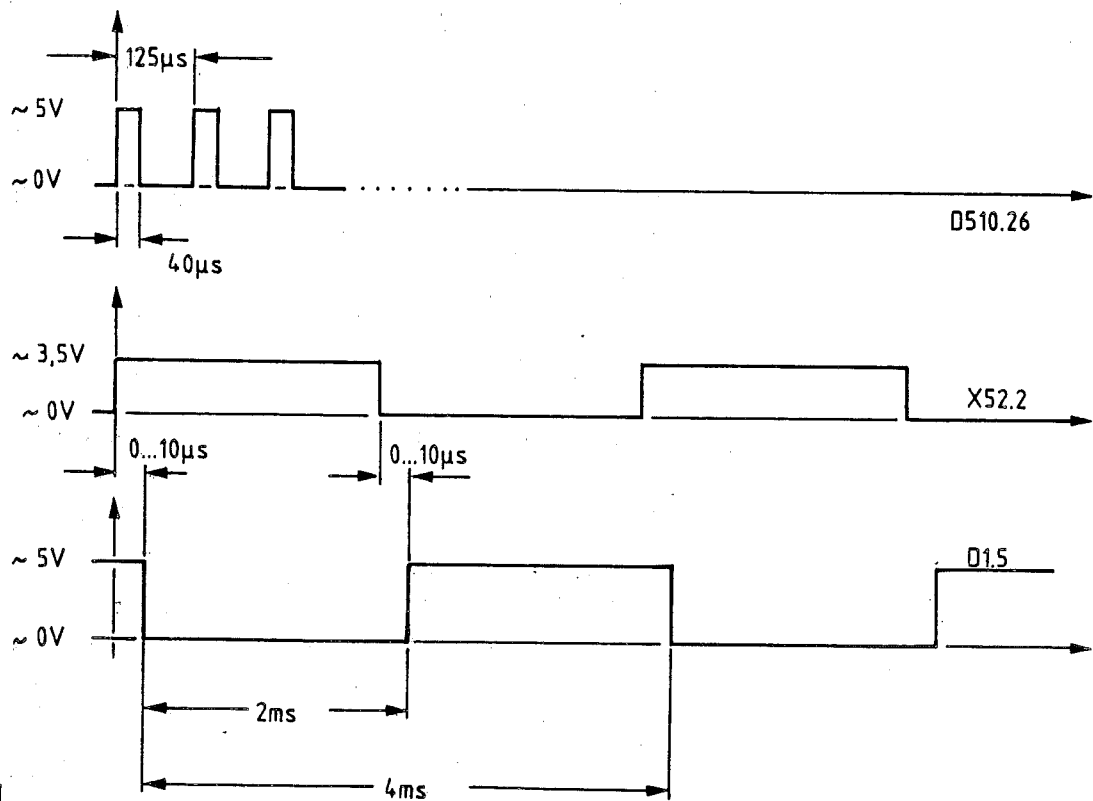 125µs
~ 5V
~ 0V
D510.26
40µs
~ 3,5V
~ 0V
X52.2
0...10µs
0...10µs
~ 5V
D1.5
~ 0V
2ms
4ms